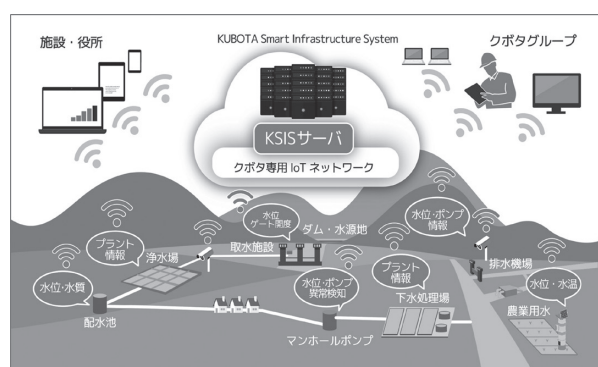 施設・役所
KUBOTA Smart Infrastructure System
クボタグループ
KSISサーバ
クボタ専用 IoT ネットワーク
水位
ゲート開度
ダム・水源地
水位・ポンプ
情報
プラント
情報
浄水場
取水施設
排水機場
水位・水質
水位・ポンプ
異常検知
プラント
情報
水位・水温
下水処理場
農業用水
配水池
マンホールポンプ